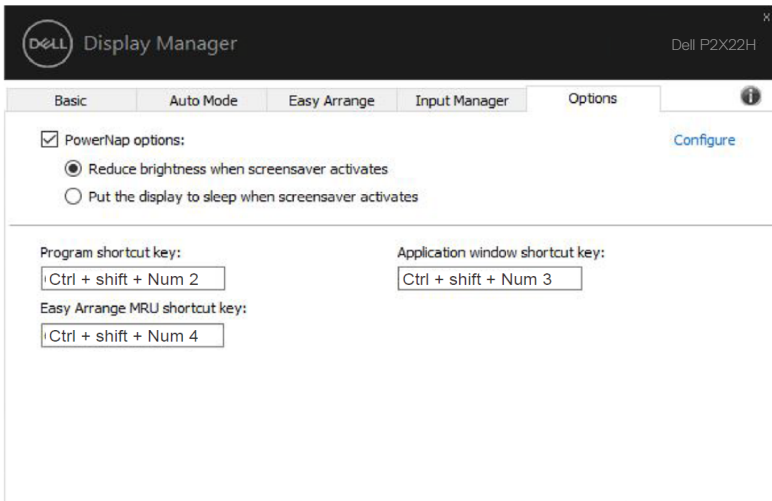 DELL Display Manager
X
Dell P2X22H
Basic Auto Mode Easy Arrange Input Manager Options
PowerNap options: Configure
Reduce brightness when screensaver activates
Put the display to sleep when screensaver activates
Program shortcut key: Application window shortcut key:
Ctrl + shift + Num 2 Ctrl + shift + Num 3
Easy Arrange MRU shortcut key:
Ctrl + shift + Num 4